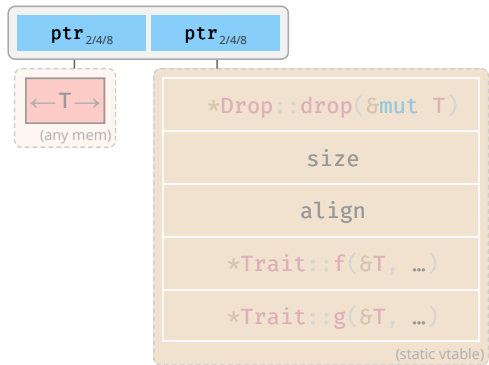 ptr2/4/8 ptr2/4/8
←T→
(any mem)
*Drop::drop(&mut T)
size
align
*Trait::f(&T, …)
*Trait::g(&T, …)
(static vtable)